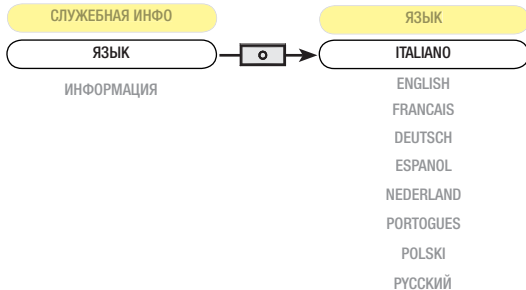 СЛУЖЕБНАЯ ИНФО
ЯЗЫК
ИНФОРМАЦИЯ
ЯЗЫК
ITALIANO
ENGLISH
FRANCAIS
DEUTSCH
ESPANOL
NEDERLAND
PORTOGUES
POLSKI
РУССКИЙ